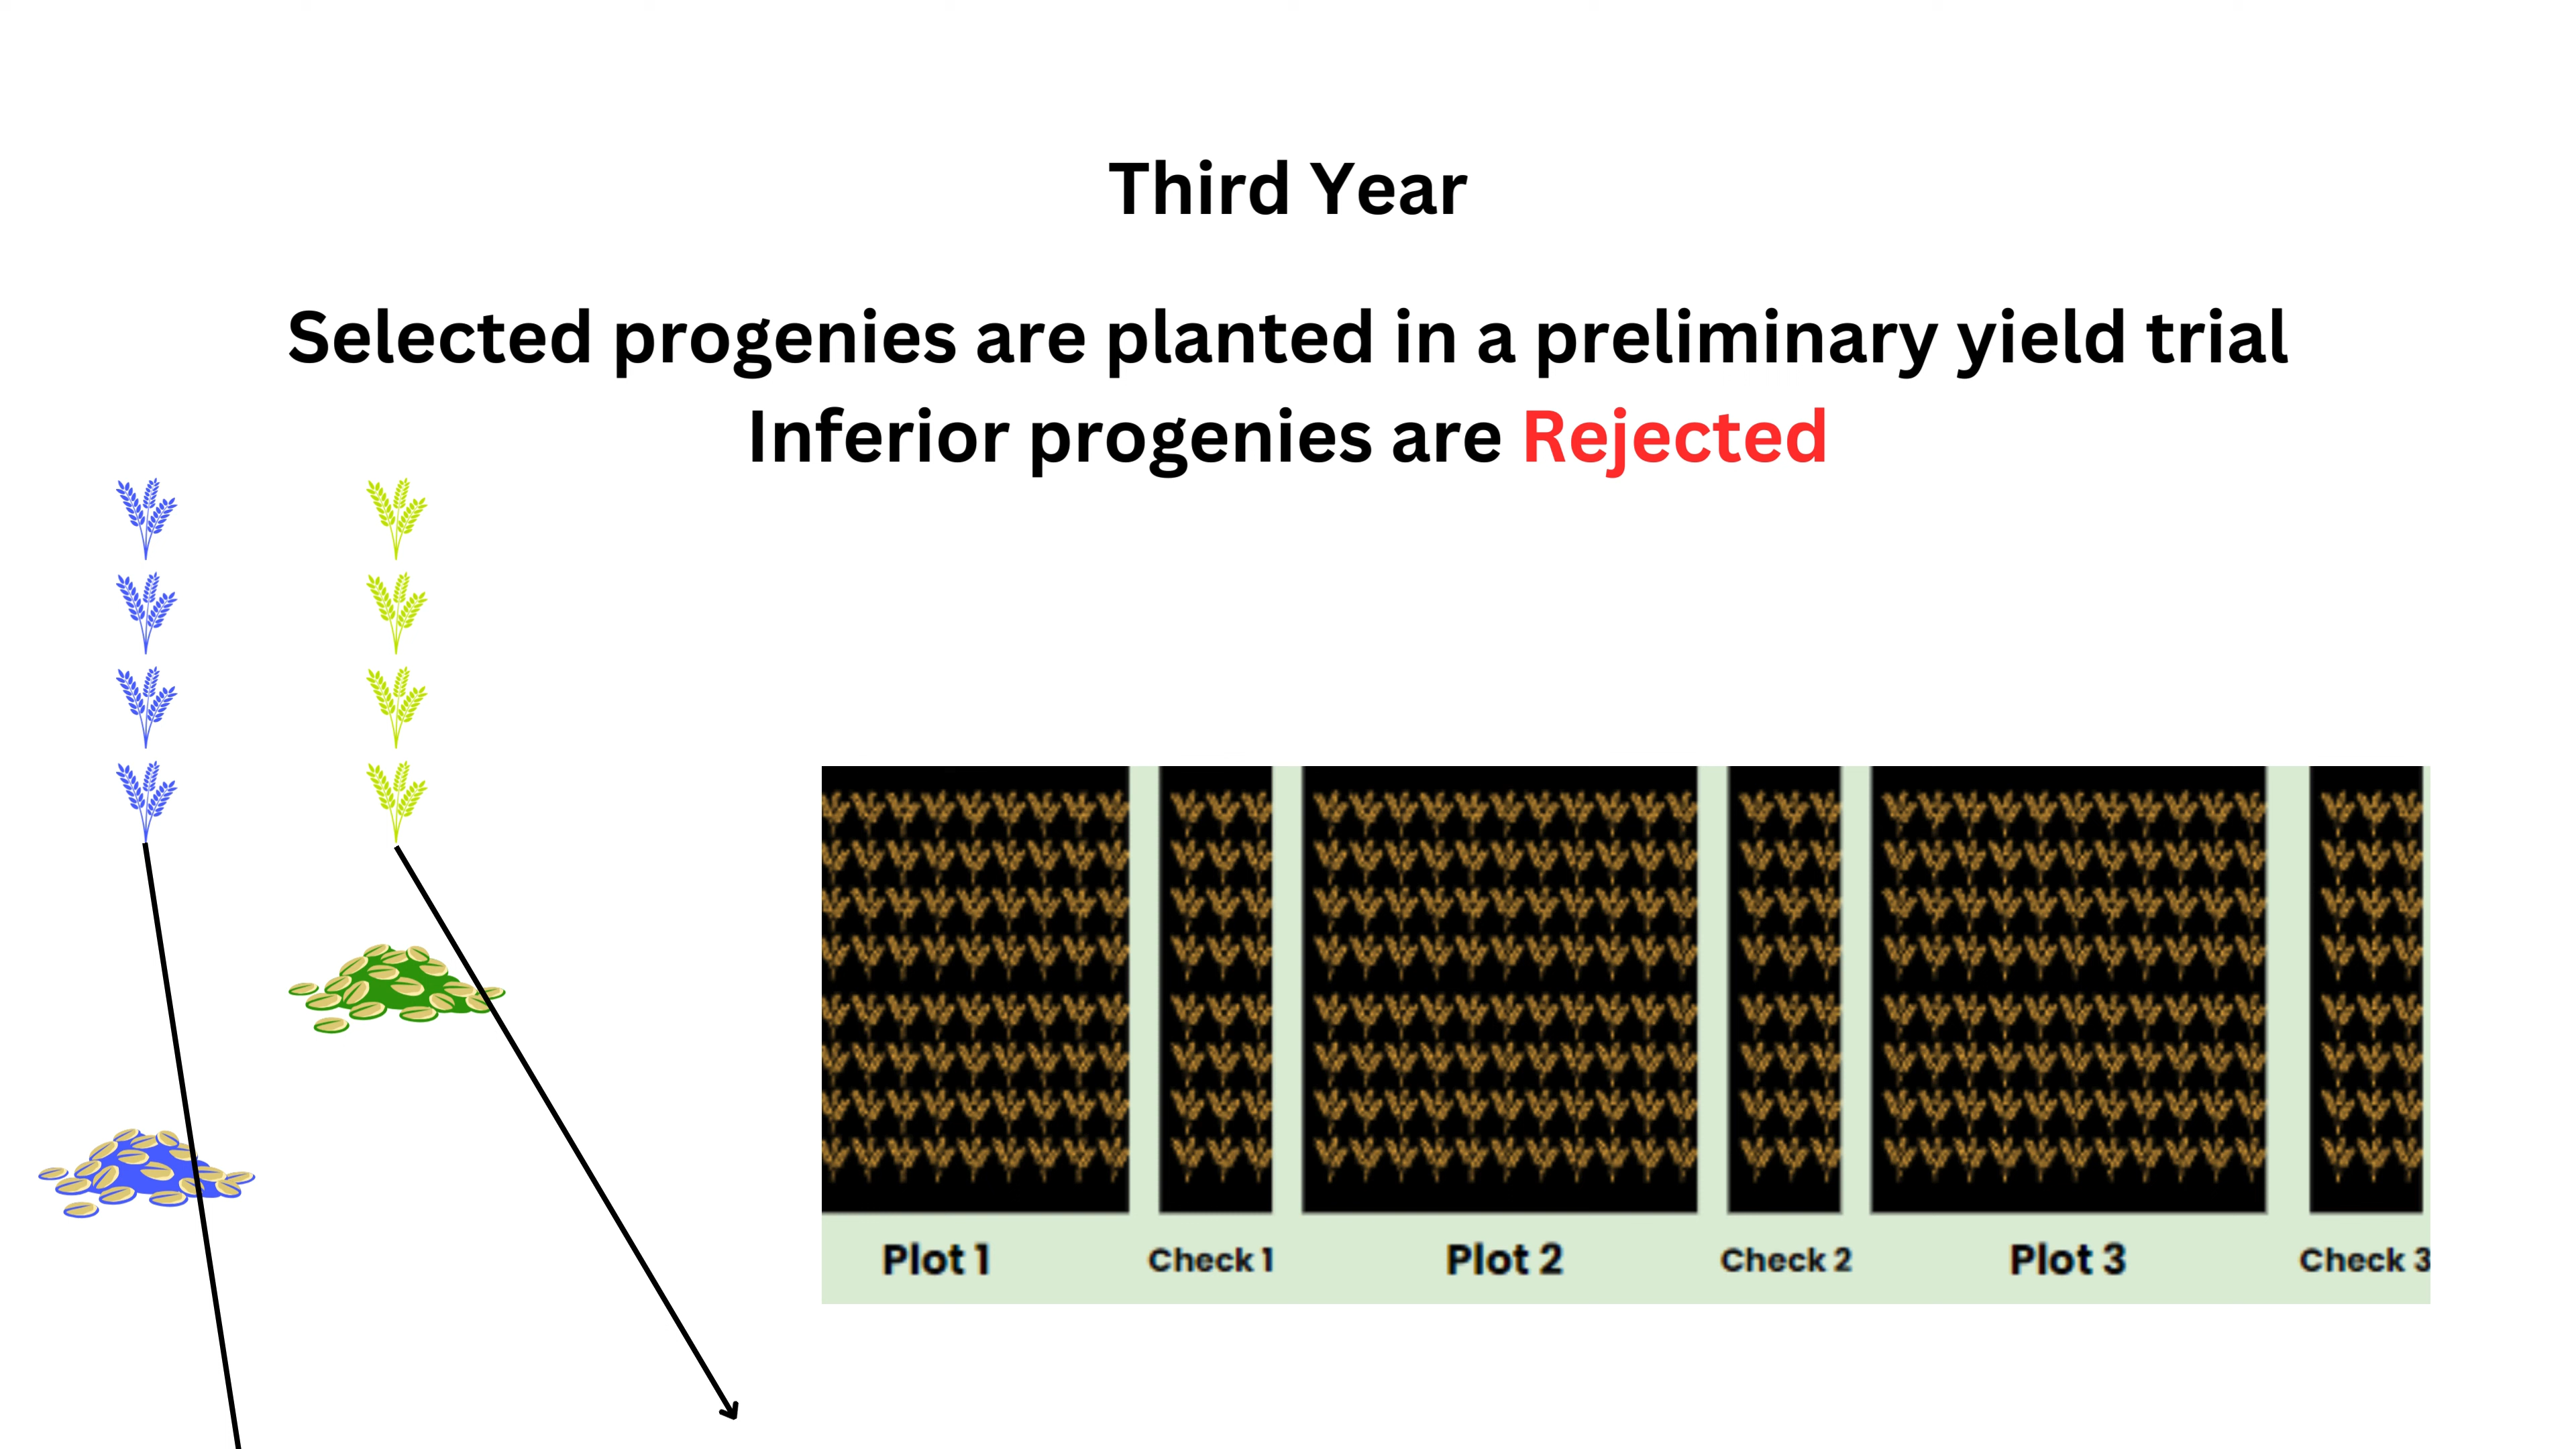 Third Year
Selected progenies are planted in a preliminary yield trial
Inferior progenies are Rejected
Plot 1
Check 1
Plot 2
Check 2
Plot 3
Check 3